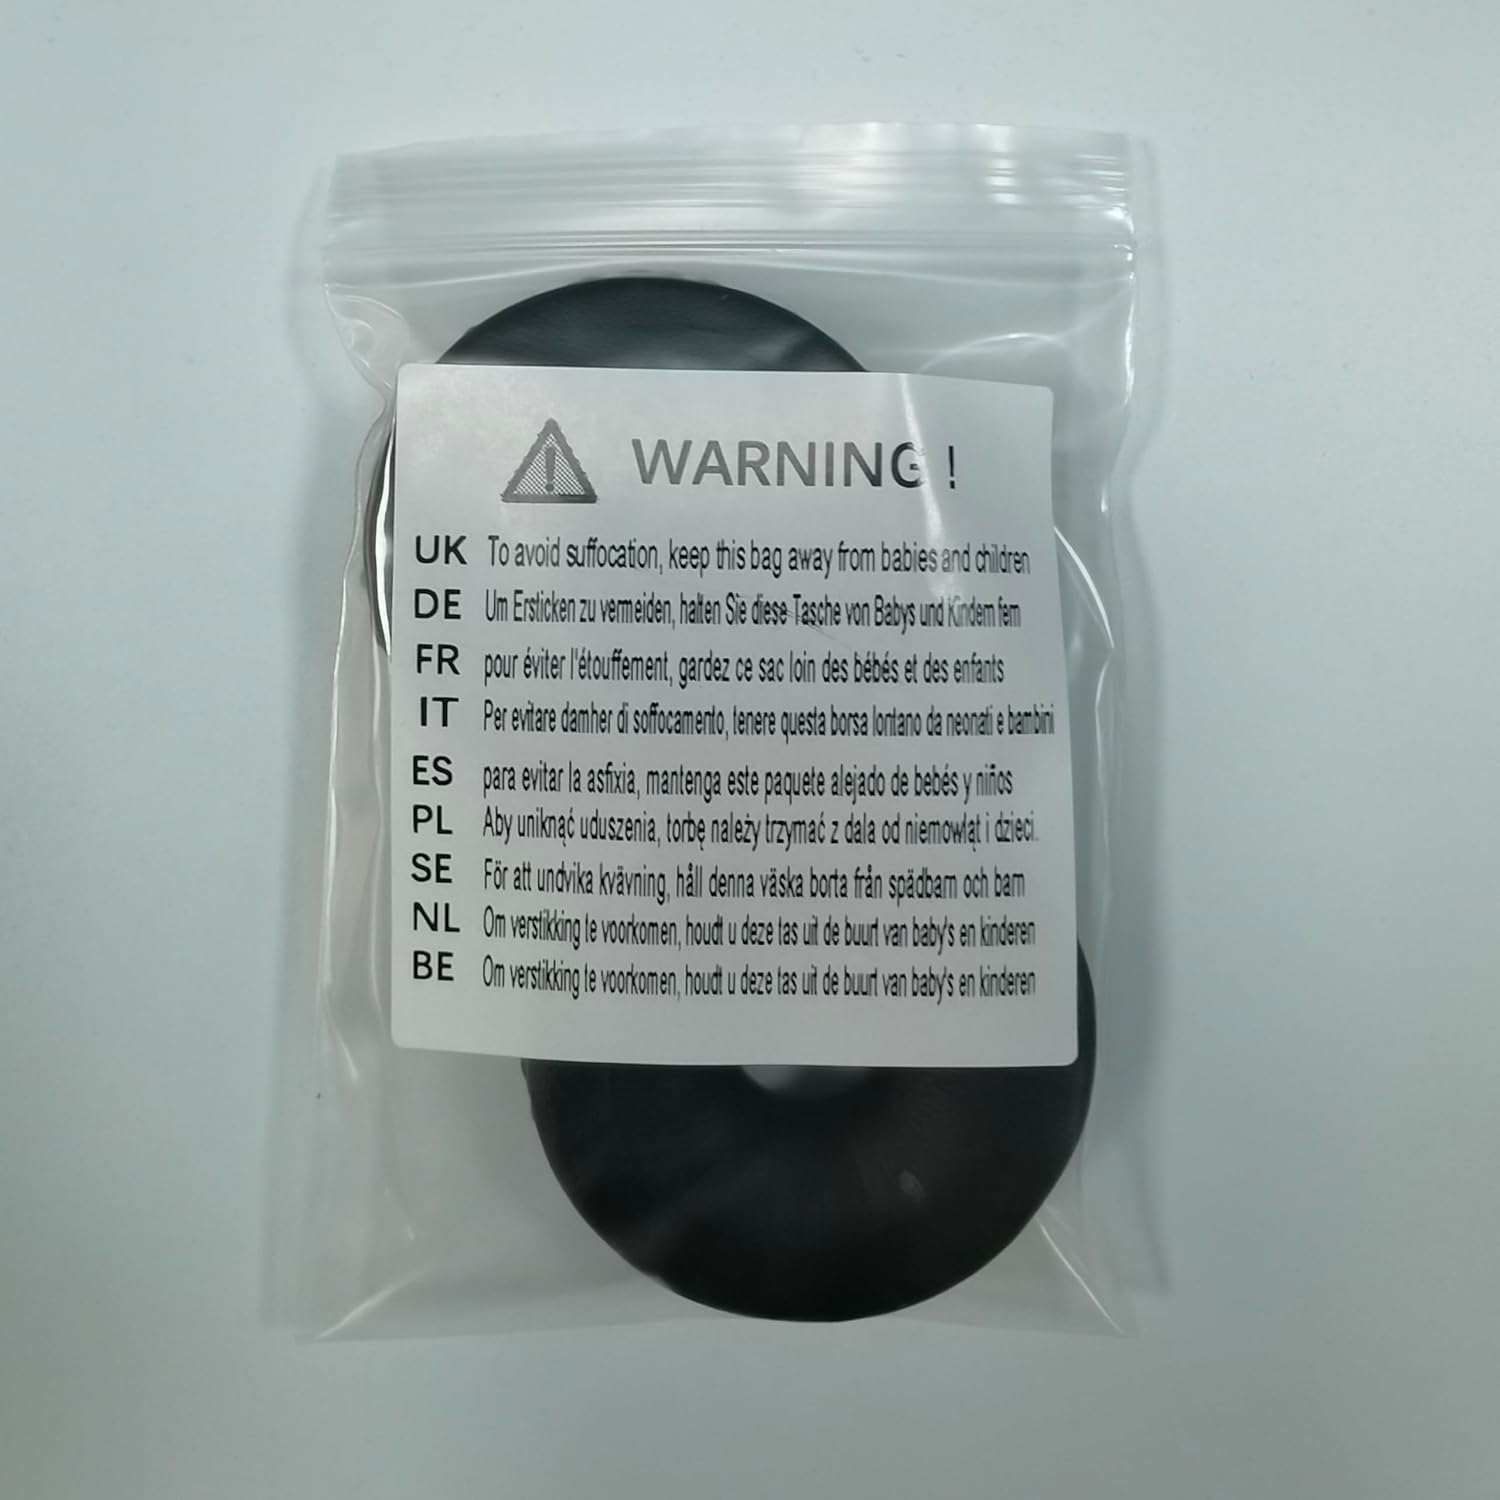 WARNING !
UK To avoid suffocation, keep this bag away from babies and children
DE Um Ersticken zu vermeiden, halten Sie diese Tasche von Babys und Kindern fern
FR pour éviter l'étouffement, gardez ce sac loin des bébés et des enfants
IT Per evitare damher di soffocamento, tenere questa borsa lontano da neonati e bambini
ES para evitar la asfixia, mantenga este paquete alejado de bebés y niños
PL Aby uniknąć uduszenia, torbę należy trzymać z dala od niemowląt i dzieci.
SE För att undvika kvävning, håll denna väska borta från spädbarn och barn
NL Om verstikking te voorkomen, houdt u deze tas uit de buurt van baby's en kinderen
BE Om verstikking te voorkomen, houdt u deze tas uit de buurt van baby's en kinderen